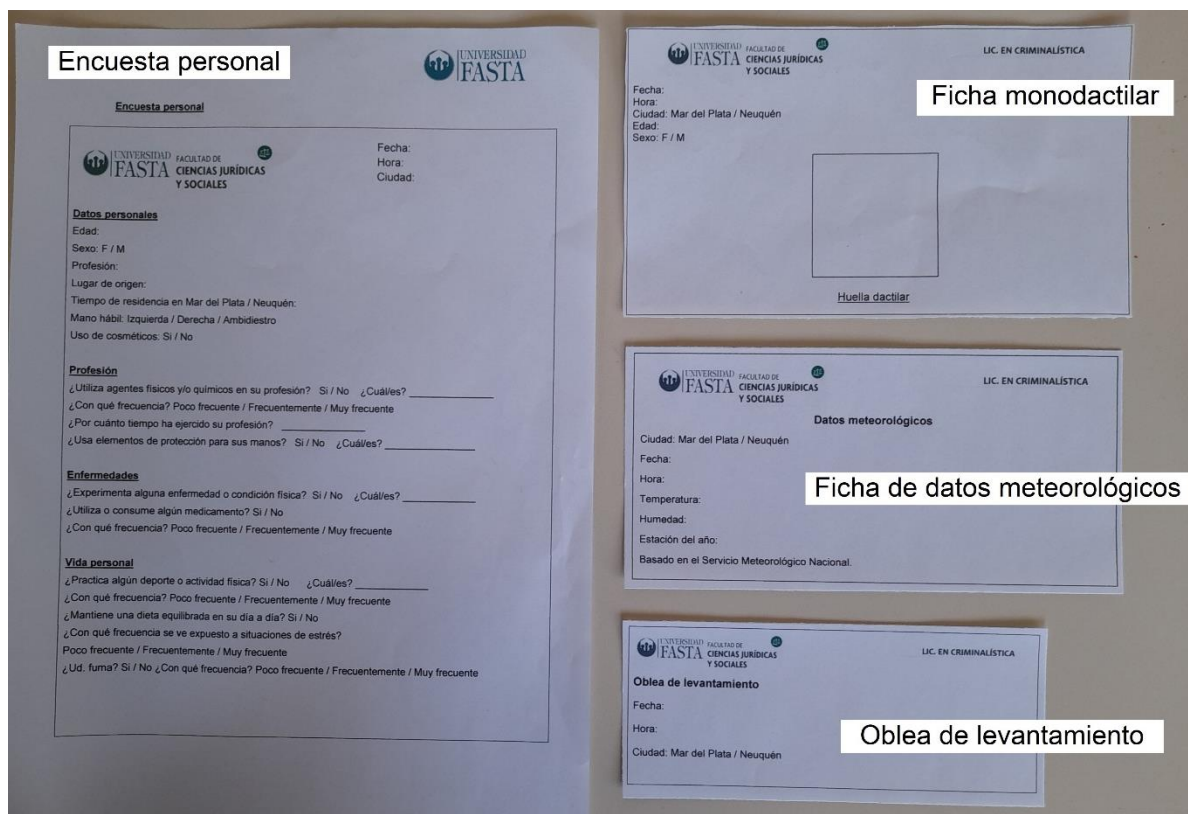 Encuesta personal
UNIVERSIDAD
FASTA
Encuesta personal
UNIVERSIDAD
FASTA
FACULTAD DE
CIENCIAS JURÍDICAS
Y SOCIALES
Fecha:
Hora:
Ciudad:
Datos personales
Edad:
Sexo: F / M
Profesión:
Lugar de origen:
Tiempo de residencia en Mar del Plata / Neuquén:
Mano hábil: Izquierda / Derecha / Ambidiestro
Uso de cosméticos: Si / No
Profesión
¿Utiliza agentes físicos y/o químicos en su profesión? Si / No ¿Cuál/es?
¿Con qué frecuencia? Poco frecuente / Frecuentemente / Muy frecuente
¿Por cuánto tiempo ha ejercido su profesión?
¿Usa elementos de protección para sus manos? Si / No ¿Cuál/es?
Enfermedades
¿Experimenta alguna enfermedad o condición física? Si / No ¿Cuál/es?
¿Utiliza o consume algún medicamento? Si / No
¿Con qué frecuencia? Poco frecuente / Frecuentemente / Muy frecuente
Vida personal
¿Practica algún deporte o actividad física? Si / No ¿Cuál/es?
¿Con qué frecuencia? Poco frecuente / Frecuentemente / Muy frecuente
¿Mantiene una dieta equilibrada en su día a día? Si / No
¿Con qué frecuencia se ve expuesto a situaciones de estrés?
Poco frecuente / Frecuentemente / Muy frecuente
¿Ud. fuma? Si / No ¿Con qué frecuencia? Poco frecuente / Frecuentemente / Muy frecuente
UNIVERSIDAD
FASTA
FACULTAD DE
CIENCIAS JURÍDICAS
Y SOCIALES
LIC. EN CRIMINALÍSTICA
Ficha monodactilar
Fecha:
Hora:
Ciudad: Mar del Plata / Neuquén
Edad:
Sexo: F / M
Huella dactilar
UNIVERSIDAD
FASTA
FACULTAD DE
CIENCIAS JURÍDICAS
Y SOCIALES
LIC. EN CRIMINALÍSTICA
Datos meteorológicos
Ciudad: Mar del Plata / Neuquén
Fecha:
Hora:
Ficha de datos meteorológicos
Temperatura:
Humedad:
Estación del año:
Basado en el Servicio Meteorológico Nacional.
UNIVERSIDAD
FASTA
FACULTAD DE
CIENCIAS JURÍDICAS
Y SOCIALES
LIC. EN CRIMINALÍSTICA
Oblea de levantamiento
Fecha:
Hora:
Oblea de levantamiento
Ciudad: Mar del Plata / Neuquén